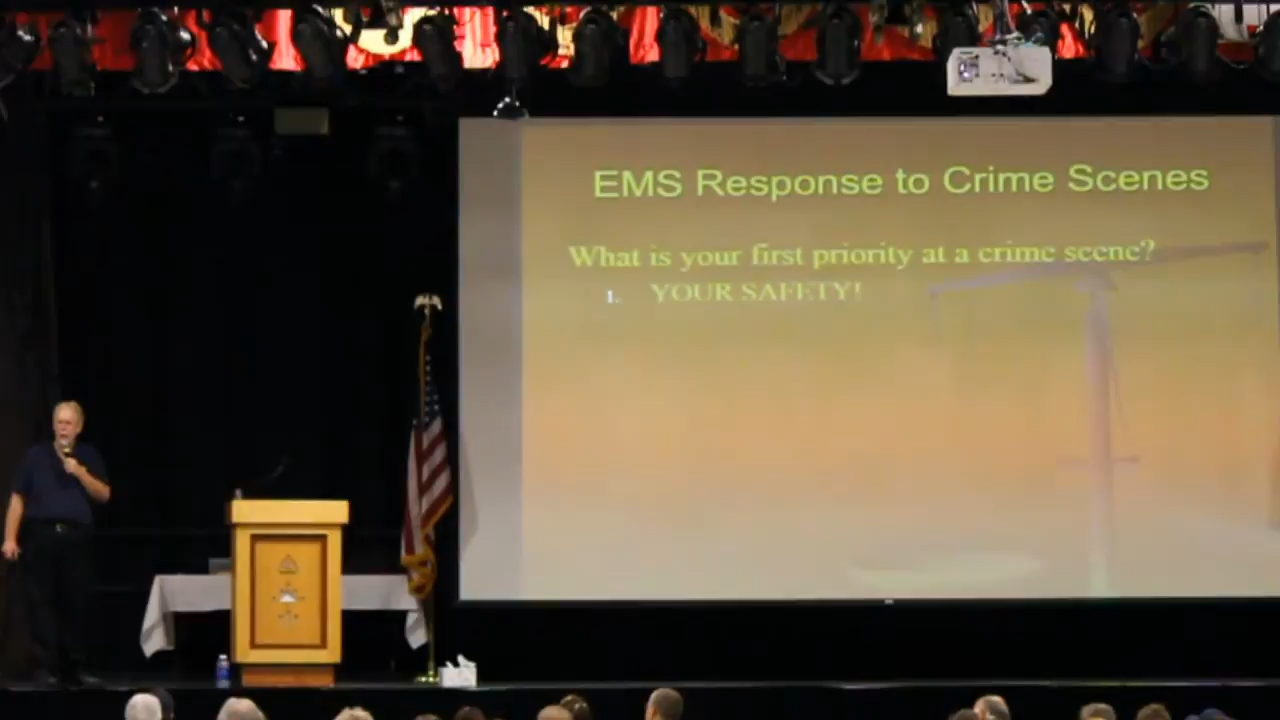 EMS Response to Crime Scenes
What is your first priority at a crime scene?
1. YOUR SAFETY!